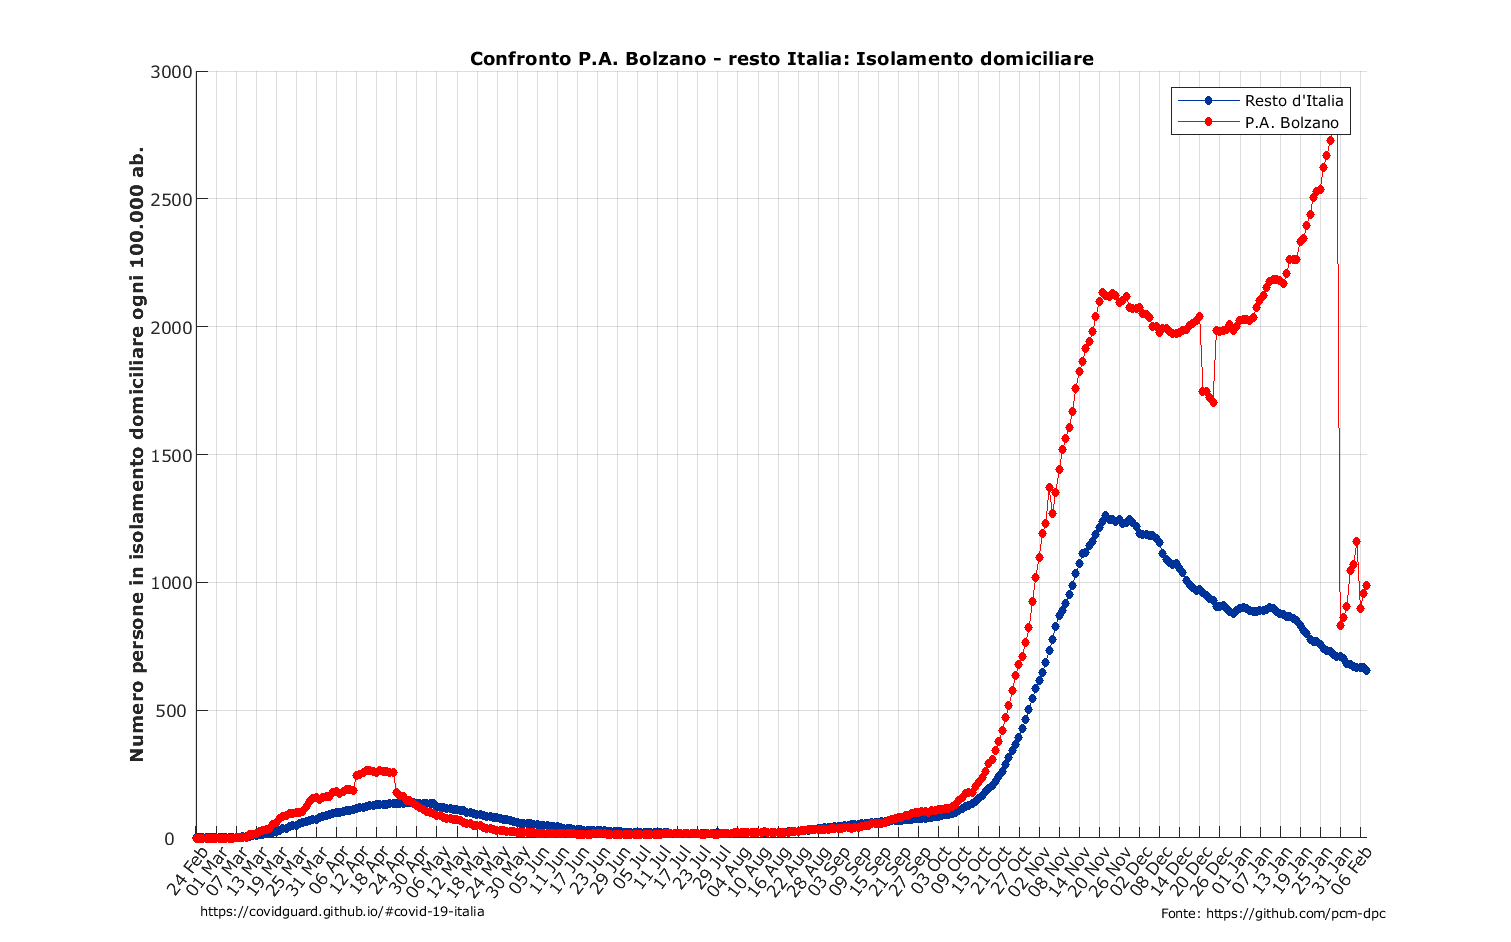 Confronto P.A. Bolzano - resto Italia: Isolamento domiciliare
Resto d'Italia
P.A. Bolzano
Numero persone in isolamento domiciliare ogni 100.000 ab.
3000
2500
2000
1500
1000
500
0
24 Feb
01 Mar
07 Mar
13 Mar
19 Mar
25 Mar
31 Mar
06 Apr
12 Apr
18 Apr
24 Apr
30 Apr
06 May
12 May
18 May
24 May
30 May
05 Jun
11 Jun
17 Jun
23 Jun
29 Jun
05 Jul
11 Jul
17 Jul
23 Jul
29 Jul
04 Aug
10 Aug
16 Aug
22 Aug
28 Aug
03 Sep
09 Sep
15 Sep
21 Sep
27 Sep
03 Oct
09 Oct
15 Oct
21 Oct
27 Oct
02 Nov
08 Nov
14 Nov
20 Nov
26 Nov
02 Dec
08 Dec
14 Dec
20 Dec
26 Dec
01 Jan
07 Jan
13 Jan
19 Jan
25 Jan
31 Jan
06 Feb
https://covidguard.github.io/#covid-19-italia
Fonte: https://github.com/pcm-dpc